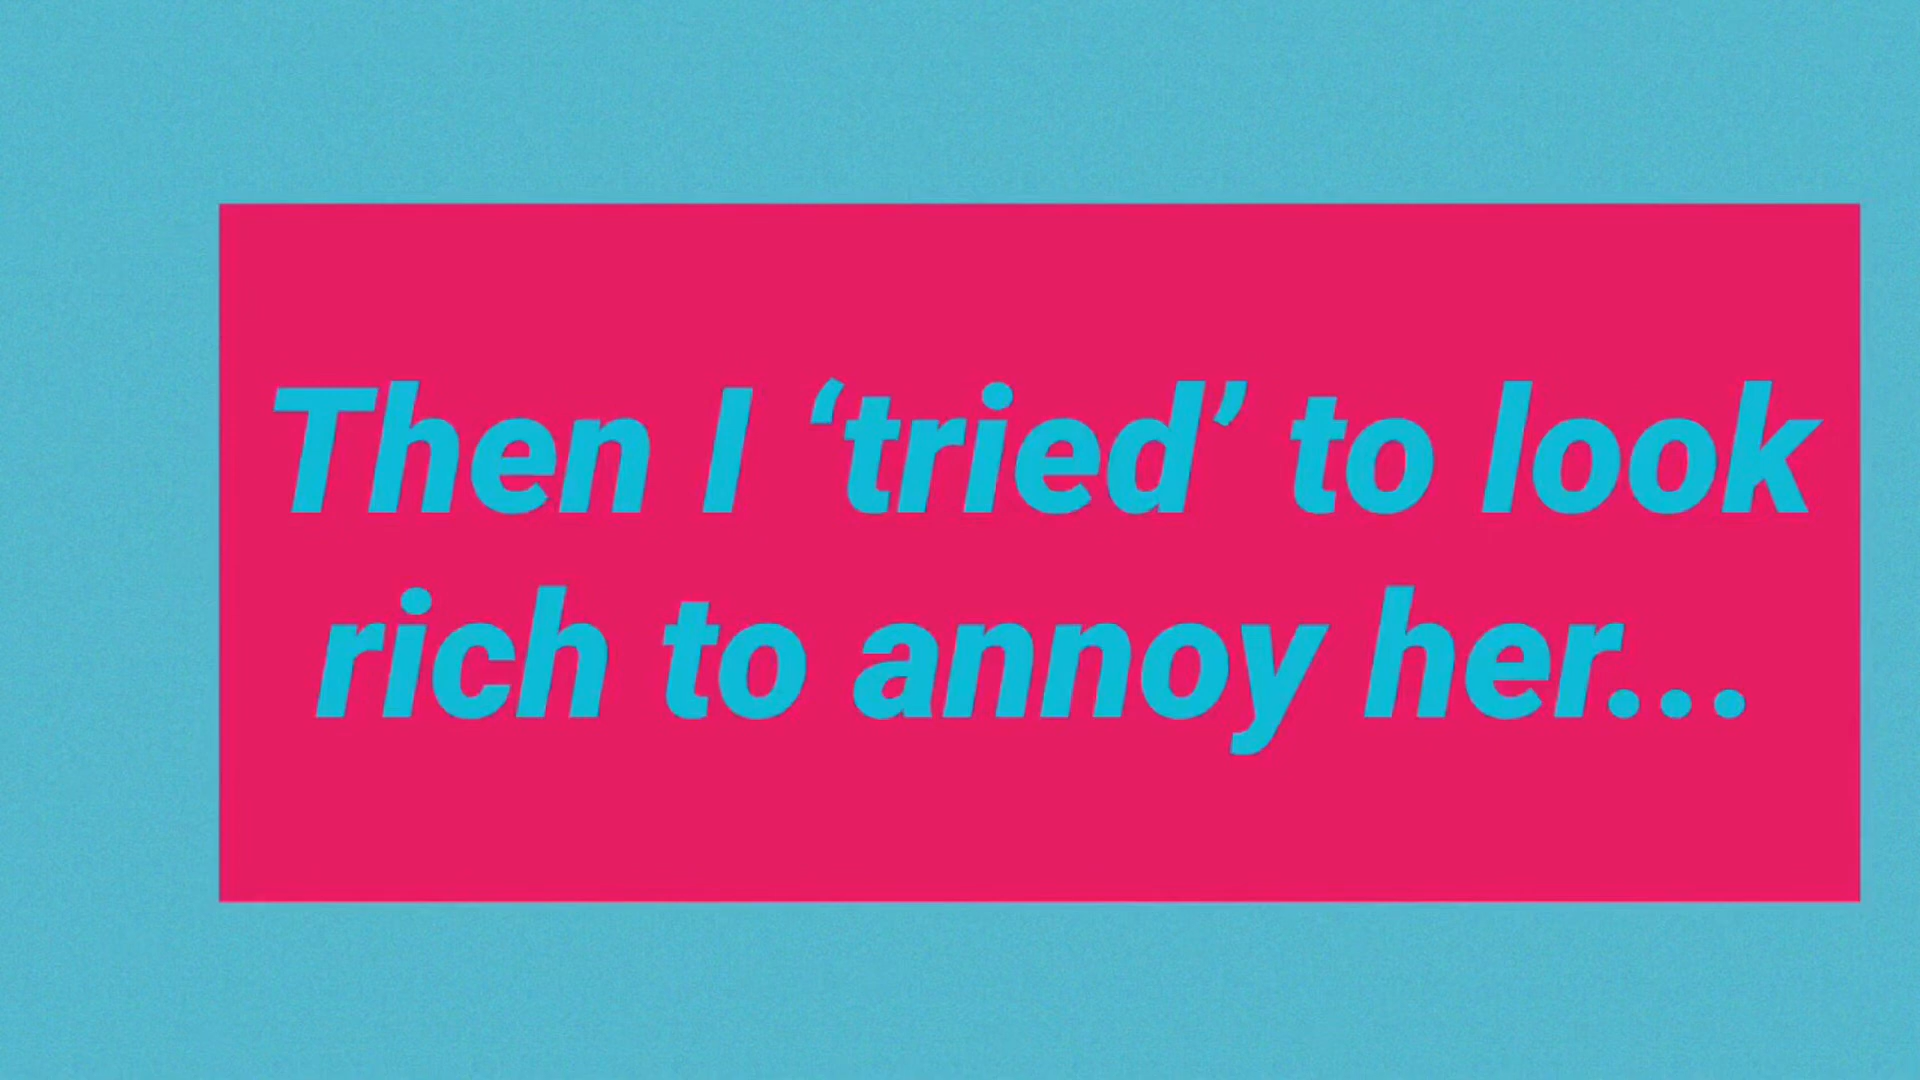 Then I ‘tried’ to look
rich to annoy her...